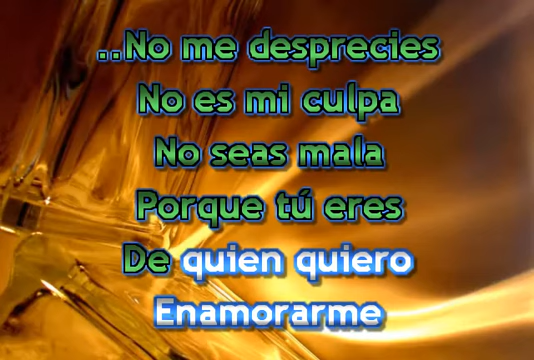 ..No me desprecies
No es mi culpa
No seas mala
Porque tú eres
De quien quiero
Enamorarme